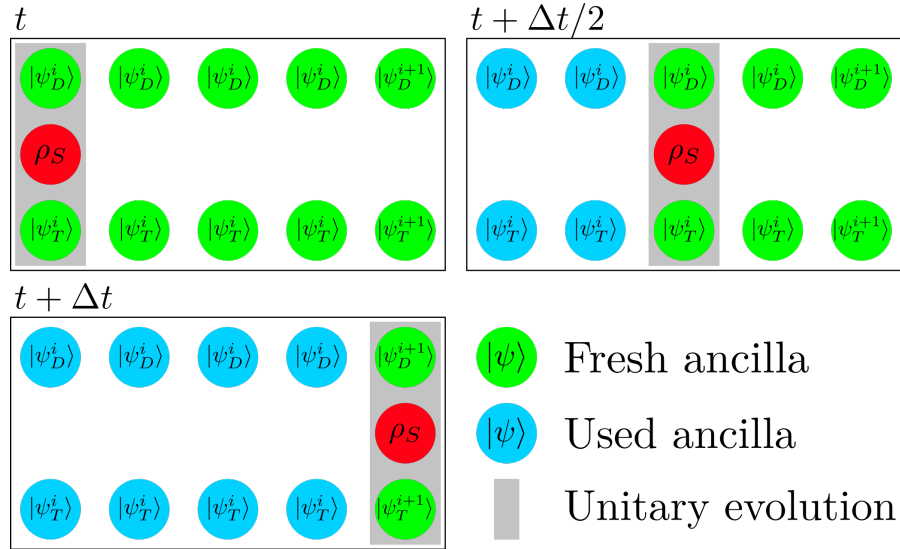 t
t + Δt/2
|ψ_D^i⟩ |ψ_D^i⟩ |ψ_D^i⟩ |ψ_D^i⟩ |ψ_D^{i+1}⟩
ρ_S
|ψ_T^i⟩ |ψ_T^i⟩ |ψ_T^i⟩ |ψ_T^i⟩ |ψ_T^{i+1}⟩
|ψ_D^i⟩ |ψ_D^i⟩ |ψ_D^i⟩ |ψ_D^i⟩ |ψ_D^{i+1}⟩
ρ_S
|ψ_T^i⟩ |ψ_T^i⟩ |ψ_T^i⟩ |ψ_T^i⟩ |ψ_T^{i+1}⟩
t + Δt
|ψ_D^i⟩ |ψ_D^i⟩ |ψ_D^i⟩ |ψ_D^i⟩ |ψ_D^{i+1}⟩
ρ_S
|ψ_T^i⟩ |ψ_T^i⟩ |ψ_T^i⟩ |ψ_T^i⟩ |ψ_T^{i+1}⟩
|ψ⟩ Fresh ancilla
|ψ⟩ Used ancilla
Unitary evolution